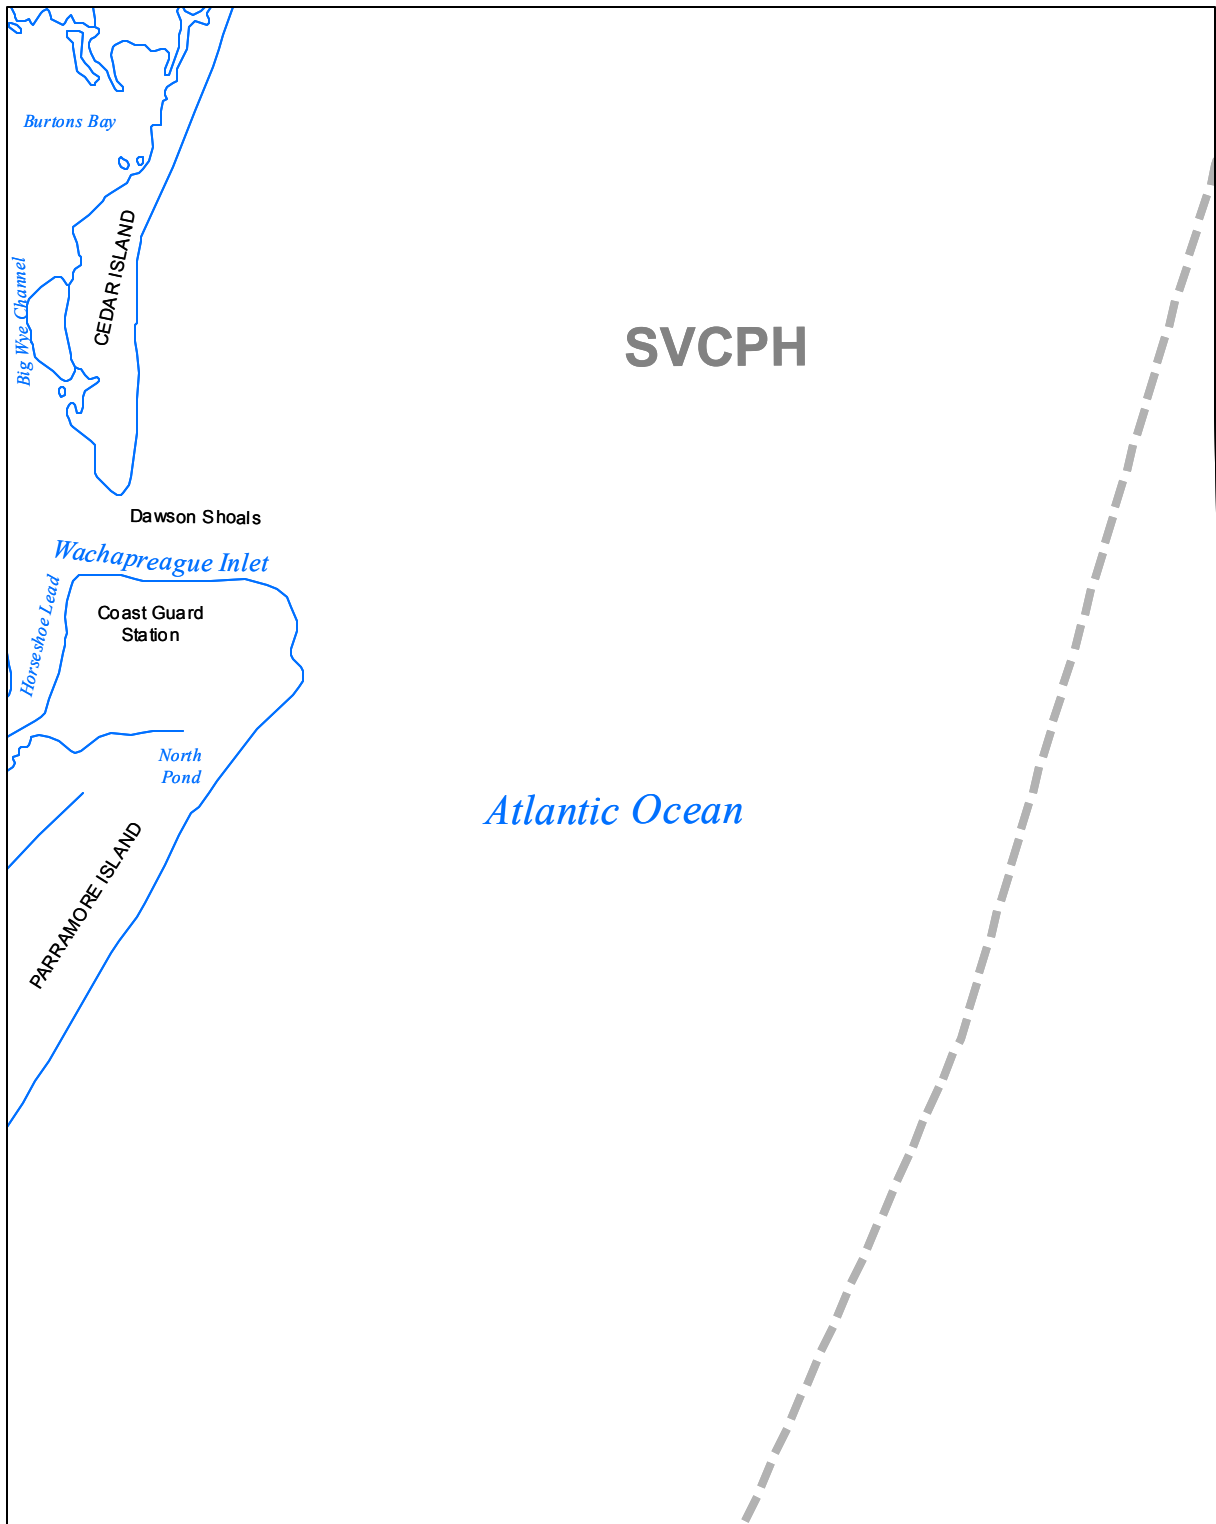 Burtons Bay
CEDAR ISLAND
Big Wye Channel
SVCPH
Dawson Shoals
Wachapreague Inlet
Horseshoe Lead
Coast Guard
Station
North
Pond
Atlantic Ocean
PARRAMORE ISLAND